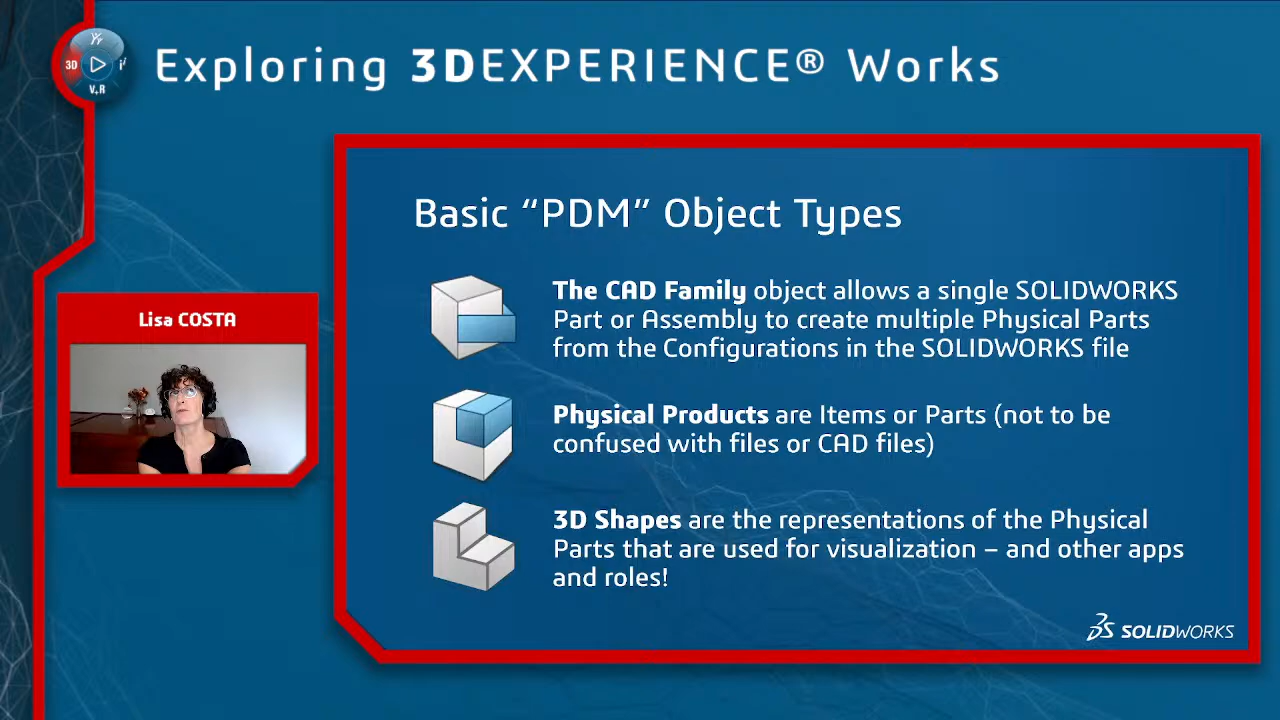 3D
V,R
Exploring 3DEXPERIENCE® Works
Lisa COSTA
Basic “PDM” Object Types
The CAD Family object allows a single SOLIDWORKS
Part or Assembly to create multiple Physical Parts
from the Configurations in the SOLIDWORKS file
Physical Products are Items or Parts (not to be
confused with files or CAD files)
3D Shapes are the representations of the Physical
Parts that are used for visualization – and other apps
and roles!
SOLIDWORKS